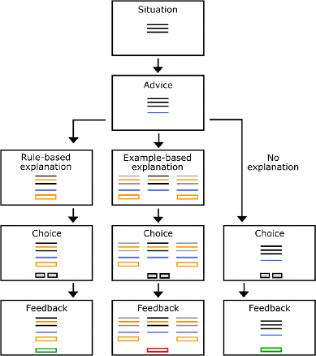 Situation
Advice
Rule-based
explanation
Example-based
explanation
No
explanation
Choice
Choice
Choice
Feedback
Feedback
Feedback